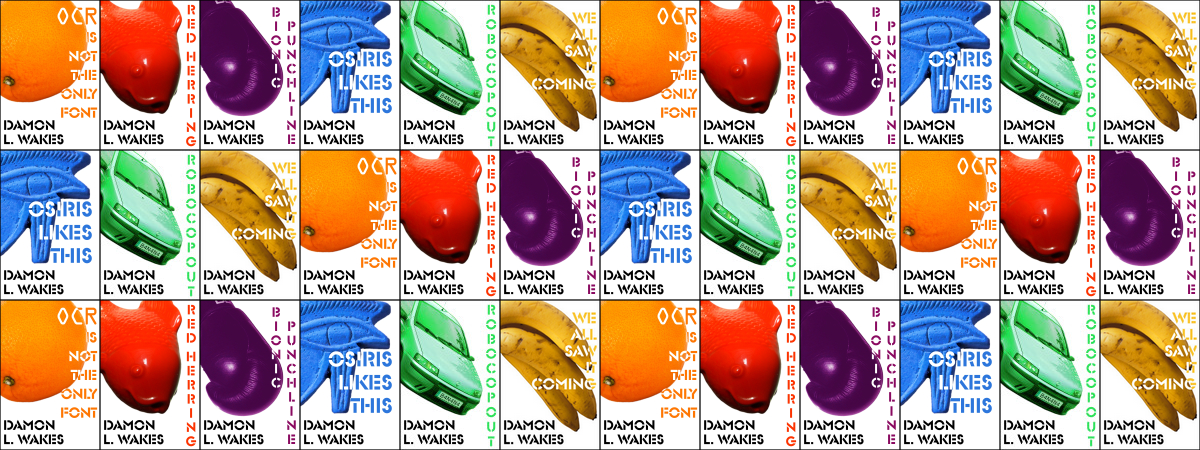 OCR
IS
NOT
THE
ONLY
FONT
DAMON
L. WAKES
RED HERRING
DAMON
L. WAKES
BIONIC
PUNCHLINE
DAMON
L. WAKES
OSIRIS
LIKES
THIS
DAMON
L. WAKES
ROBOCOPOUT
DAMON
L. WAKES
WE
ALL
SAW
IT
COMING
DAMON
L. WAKES
OCR
IS
NOT
THE
ONLY
FONT
DAMON
L. WAKES
RED HERRING
DAMON
L. WAKES
BIONIC
PUNCHLINE
DAMON
L. WAKES
OSIRIS
LIKES
THIS
DAMON
L. WAKES
ROBOCOPOUT
DAMON
L. WAKES
WE
ALL
SAW
IT
COMING
DAMON
L. WAKES
OSIRIS
LIKES
THIS
DAMON
L. WAKES
ROBOCOPOUT
DAMON
L. WAKES
WE
ALL
SAW
IT
COMING
DAMON
L. WAKES
OCR
IS
NOT
THE
ONLY
FONT
DAMON
L. WAKES
RED HERRING
DAMON
L. WAKES
BIONIC
PUNCHLINE
DAMON
L. WAKES
OSIRIS
LIKES
THIS
DAMON
L. WAKES
ROBOCOPOUT
DAMON
L. WAKES
WE
ALL
SAW
IT
COMING
DAMON
L. WAKES
OCR
IS
NOT
THE
ONLY
FONT
DAMON
L. WAKES
RED HERRING
DAMON
L. WAKES
BIONIC
PUNCHLINE
DAMON
L. WAKES
OCR
IS
NOT
THE
ONLY
FONT
DAMON
L. WAKES
RED HERRING
DAMON
L. WAKES
BIONIC
PUNCHLINE
DAMON
L. WAKES
OSIRIS
LIKES
THIS
DAMON
L. WAKES
ROBOCOPOUT
DAMON
L. WAKES
WE
ALL
SAW
IT
COMING
DAMON
L. WAKES
OCR
IS
NOT
THE
ONLY
FONT
DAMON
L. WAKES
RED HERRING
DAMON
L. WAKES
BIONIC
PUNCHLINE
DAMON
L. WAKES
OSIRIS
LIKES
THIS
DAMON
L. WAKES
ROBOCOPOUT
DAMON
L. WAKES
WE
ALL
SAW
IT
COMING
DAMON
L. WAKES